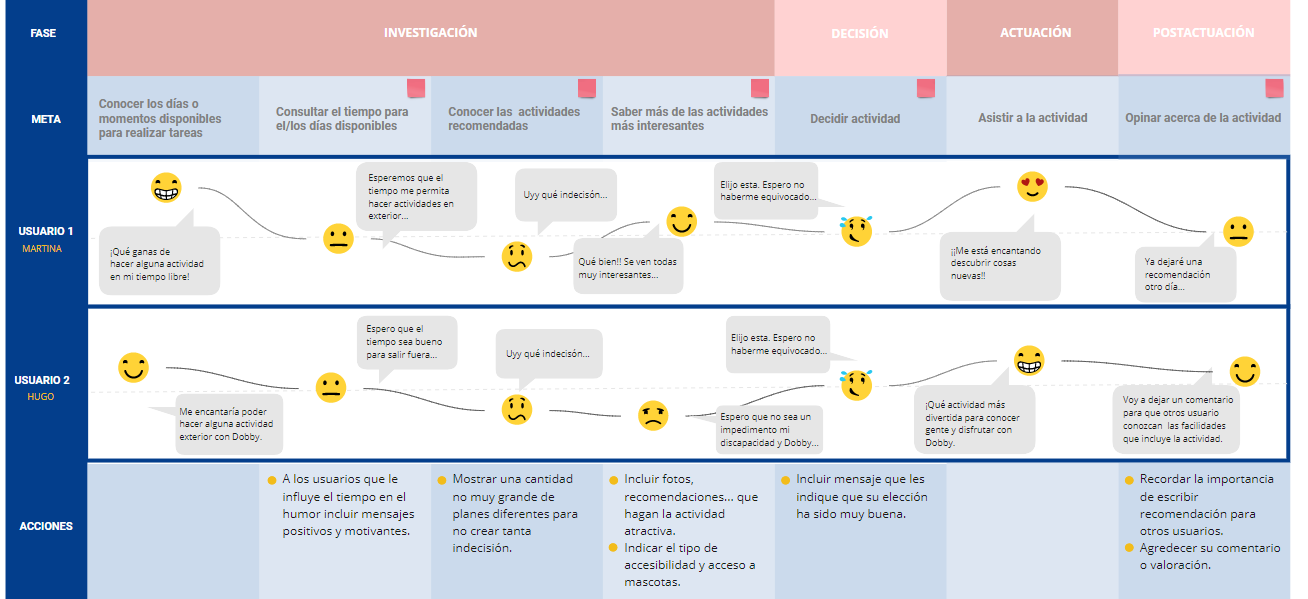 FASE
INVESTIGACIÓN
DECISIÓN
ACTUACIÓN
POSTACTUACIÓN
META
Conocer los días o
momentos disponibles
para realizar tareas
Consultar el tiempo para
el/los días disponibles
Conocer las actividades
recomendadas
Saber más de las actividades
más interesantes
Decidir actividad
Asistir a la actividad
Opinar acerca de la actividad
USUARIO 1
MARTINA
¡Qué ganas de
hacer alguna actividad
en mi tiempo libre!
Esperemos que el
tiempo me permita
hacer actividades en
exterior...
Uyy qué indecisón...
Qué bien!! Se ven todas
muy interesantes...
Elijo esta. Espero no
haberme equivocado...
¡¡Me está encantando
descubrir cosas
nuevas!!
Ya dejaré una
recomendación
otro día...
USUARIO 2
HUGO
Me encantaría poder
hacer alguna actividad
exterior con Dobby.
Espero que el
tiempo sea bueno
para salir fuera...
Uyy qué indecisón...
Espero que no sea un
impedimento mi
discapacidad y Dobby...
Elijo esta. Espero no
haberme equivocado...
¡Qué actividad más
divertida para conocer
gente y disfrutar con
Dobby.
Voy a dejar un comentario
para que otros usuario
conozcan las facilidades
que incluye la actividad.
ACCIONES
A los usuarios que le
influye el tiempo en el
humor incluir mensajes
positivos y motivantes.
Mostrar una cantidad
no muy grande de
planes diferentes para
no crear tanta
indecisión.
Incluir fotos,
recomendaciones... que
hagan la actividad
atractiva.
Indicar el tipo de
accesibilidad y acceso a
mascotas.
Incluir mensaje que les
indique que su elección
ha sido muy buena.
Recordar la importancia
de escribir
recomendación para
otros usuarios.
Agredecer su comentario
o valoración.